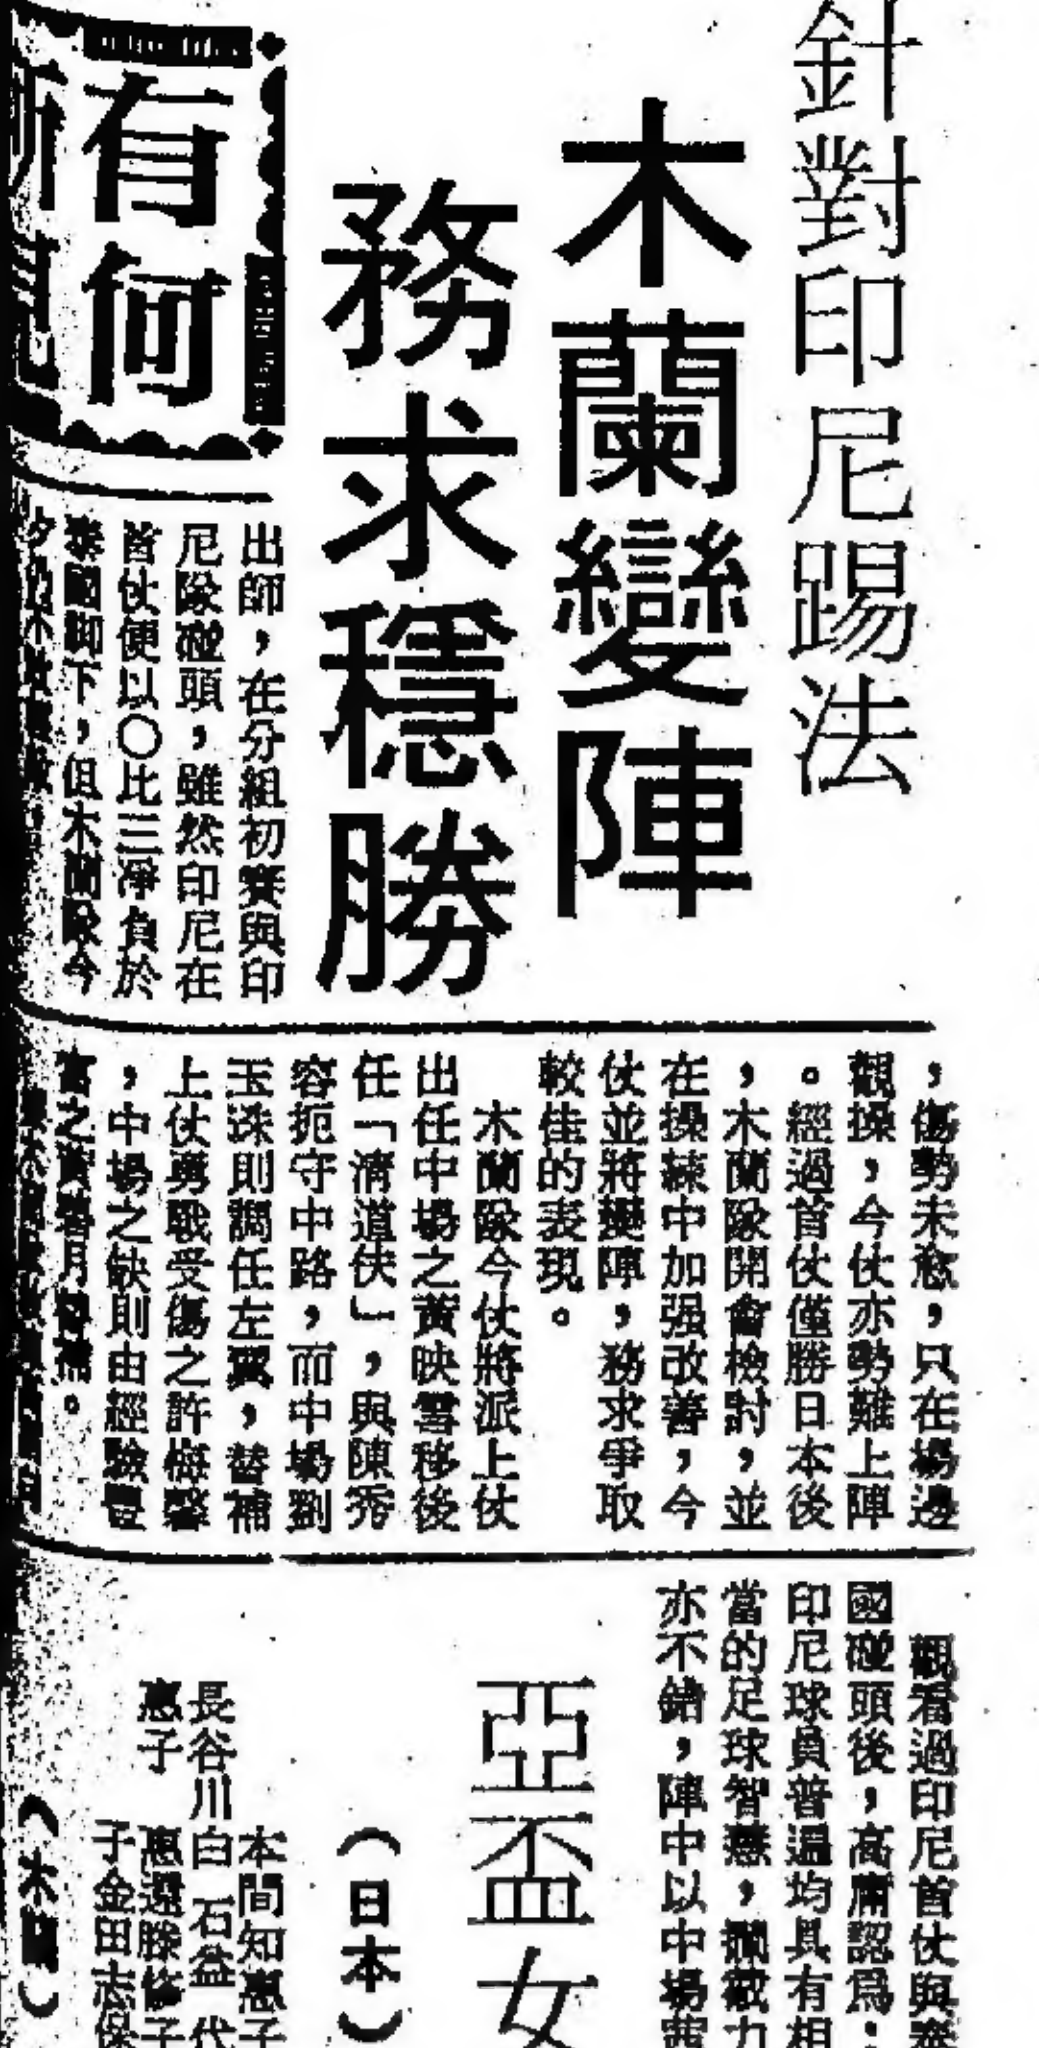 針對印尼踢法
木蘭變陣
務求穩勝
有何
出師，在分組初賽與印
尼隊碰頭，雖然印尼在
首仗便以○比三淨負於
泰國脚下，但木蘭隊今
，傷勢未愈，只在場邊
觀操，今仗亦勢難上陣
。經過首仗僅勝日本後
，木蘭隊開會檢討，並
在操練中加强改善，今
仗並將變陣，務求爭取
較佳的表現。
木蘭隊今仗將派上仗
出任中場之黃映雪移後
任「清道伕」，與陳秀
容扼守中路，而中場劉
玉珠則調任左翼，替補
上仗勇戰受傷之許梅馨
，中場之缺則由經驗豐
富之黃碧月
觀看過印尼首仗與泰
國碰頭後，高庸認爲：
印尼球員普遍均具有相
當的足球智慧，攔截力
亦不錯，陣中以中場
亞盃女
（日本）
本間知惠子
長谷川 白石益代
惠子 惠遠滕修子
子金田志保